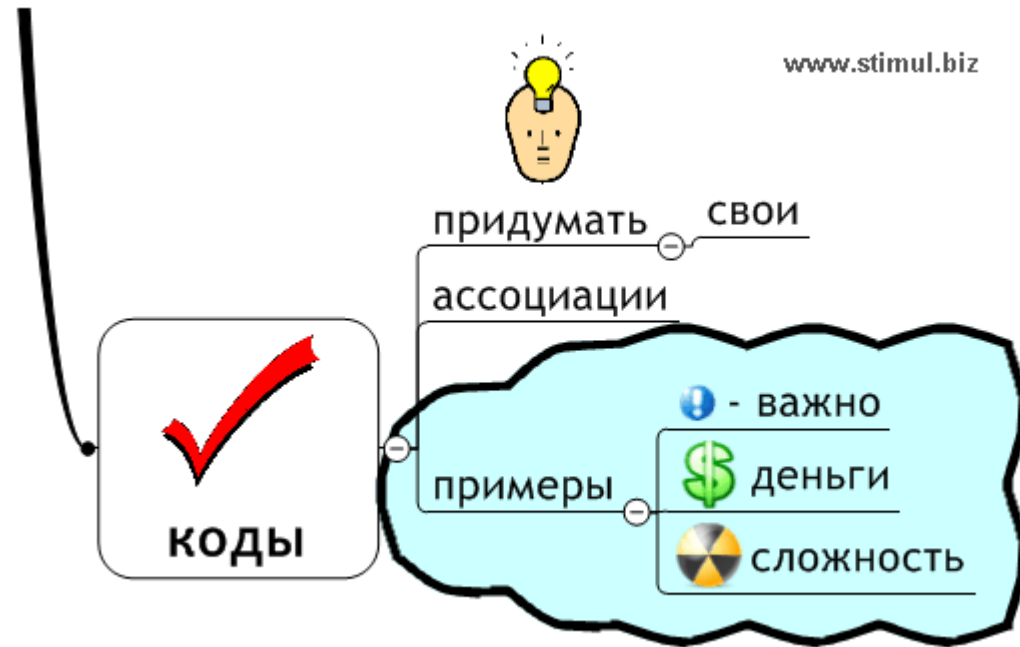 www.stimul.biz
придумать
свои
ассоциации
примеры
- важно
деньги
сложность
коды